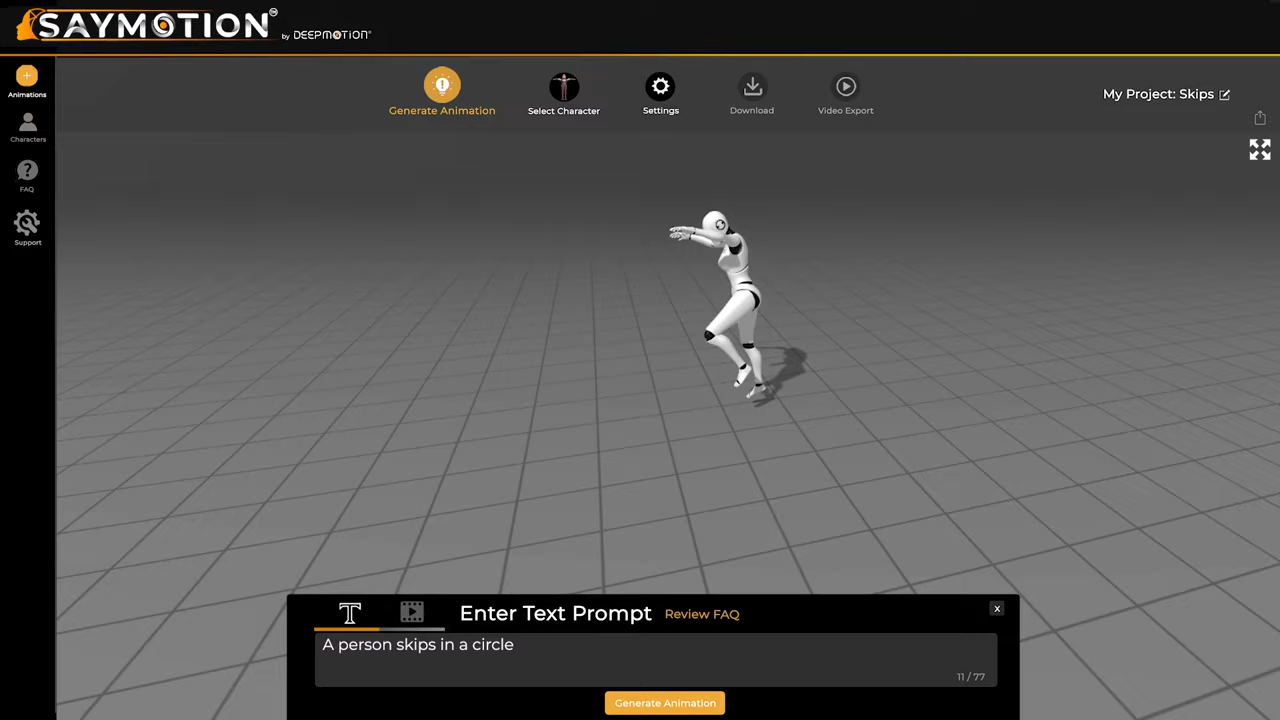 SAYMOTION™
by DEEPMOTION®
Animations
Characters
FAQ
Support
Generate Animation
Select Character
Settings
Download
Video Export
My Project: Skips
Enter Text Prompt
Review FAQ
x
A person skips in a circle
11 / 77
Generate Animation